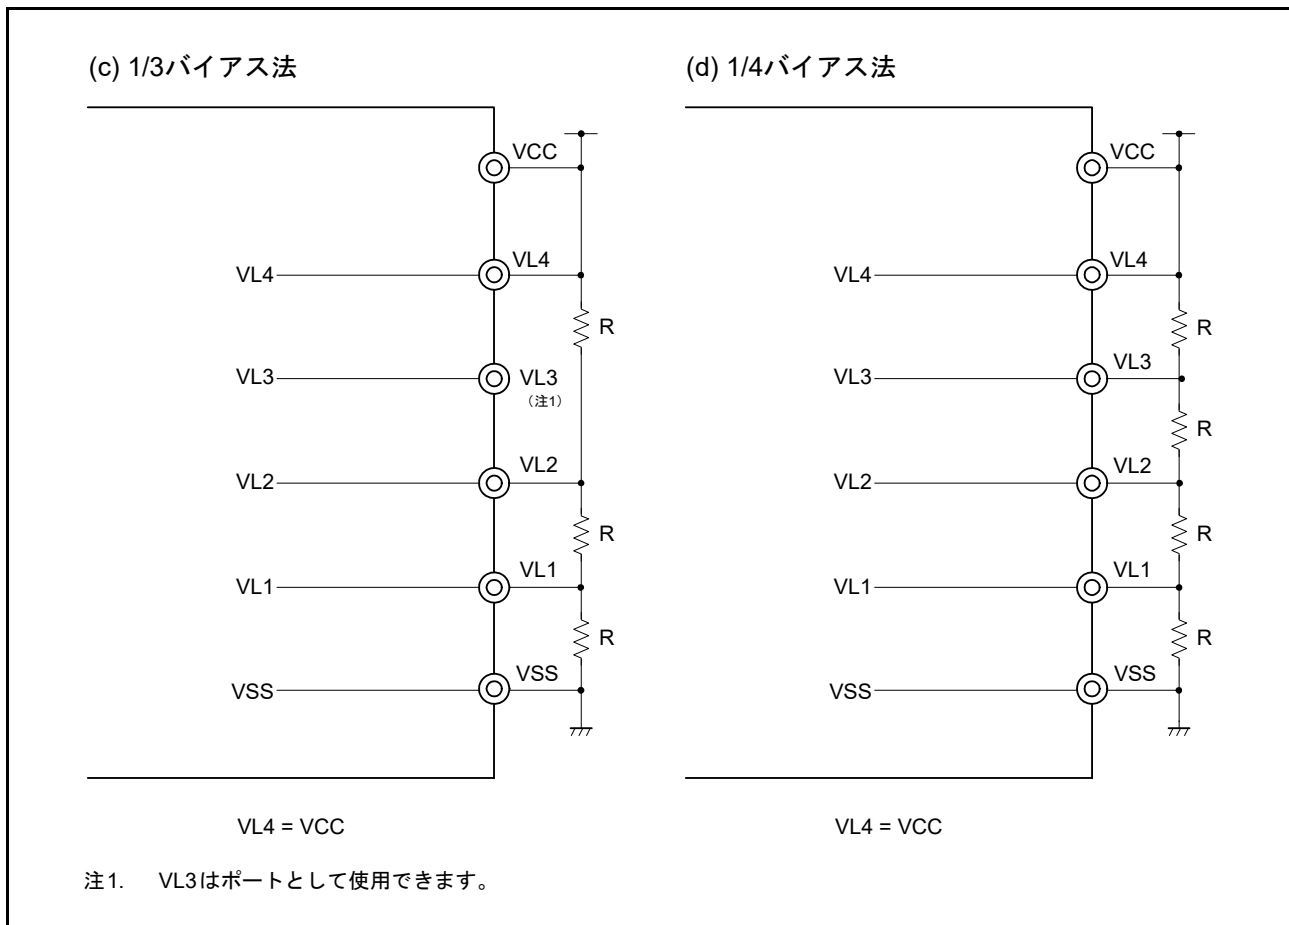 (c) 1/3バイアス法
VCC
VL4
VL4
R
VL3
VL3
（注1）
VL2
VL2
R
VL1
VL1
R
VSS
VSS
VL4 = VCC
(d) 1/4バイアス法
VCC
VL4
VL4
R
VL3
VL3
R
VL2
VL2
R
VL1
VL1
R
VSS
VSS
VL4 = VCC
注1. VL3はポートとして使用できます。